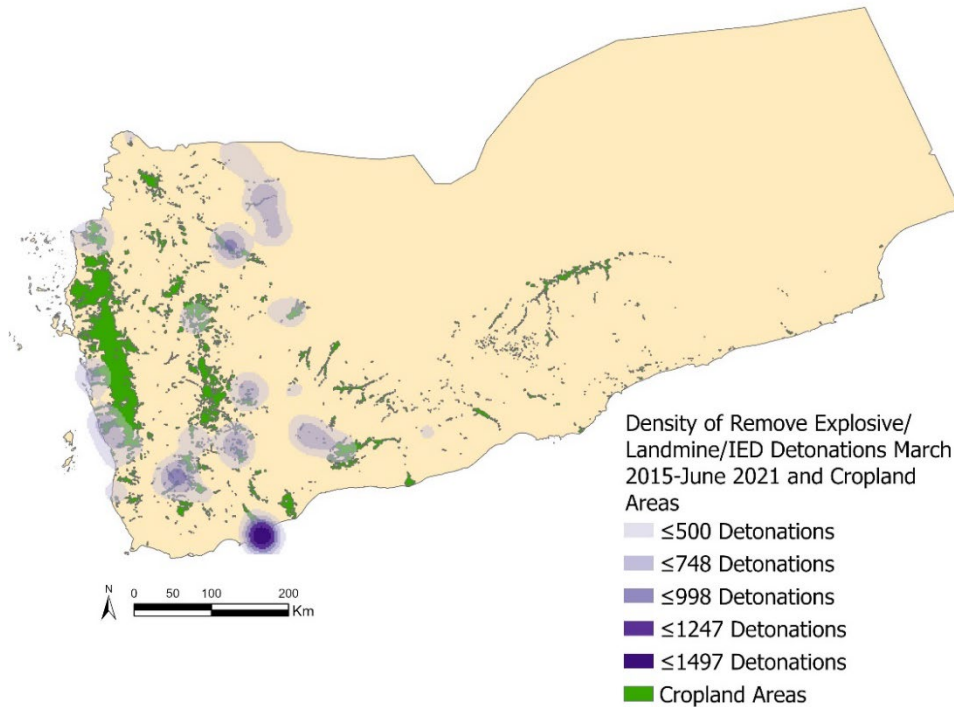 Density of Remove Explosive/
Landmine/IED Detonations March
2015-June 2021 and Cropland
Areas
≤500 Detonations
≤748 Detonations
≤998 Detonations
≤1247 Detonations
≤1497 Detonations
Cropland Areas
N
0 50 100 200
Km